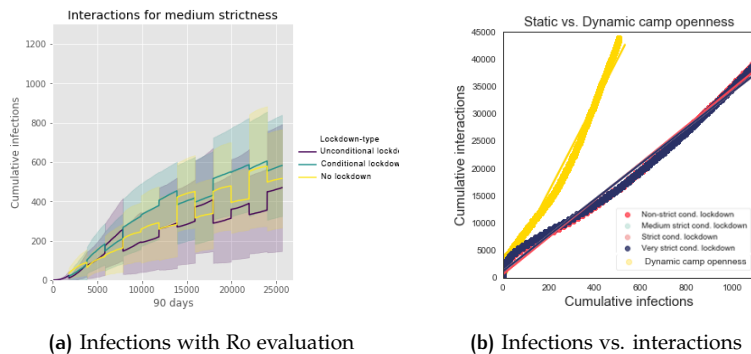 Interactions for medium strictness
1200
1000
800
600
400
200
0
Cumulative infections
0 5000 10000 15000 20000 25000
90 days
Lockdown-type
Unconditional lockde
Conditional lockdow
No lockdown
(a) Infections with Ro evaluation
Static vs. Dynamic camp openness
45000
40000
35000
30000
25000
20000
15000
10000
5000
0
Cumulative interactions
0 200 400 600 800 1000
Cumulative infections
Non-strict cond. lockdown
Medium strict cond. lockdown
Strict cond. lockdown
Very strict cond. lockdown
Dynamic camp openness
(b) Infections vs. interactions